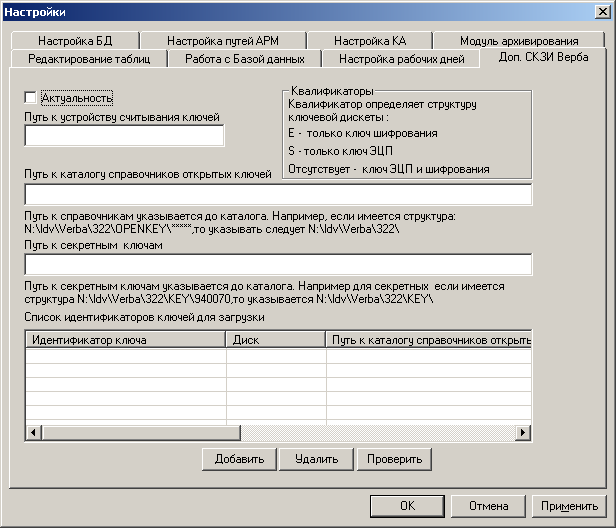 Настройки
Настройка БД
Настройка путей АРМ
Настройка КА
Модуль архивирования
Редактирование таблиц
Работа с Базой данных
Настройка рабочих дней
Доп. СКЗИ Верба
Актуальность
Путь к устройству считывания ключей
Квалификаторы
Квалификатор определяет структуру
ключевой дискеты :
E - только ключ шифрования
S - только ключ ЭЦП
Отсутствует - ключ ЭЦП и шифрования
Путь к каталогу справочников открытых ключей
Путь к справочникам указывается до каталога. Например, если имеется структура:
N:\ldv\Verba\322\OPENKEY\*****,то указывать следует N:\ldv\Verba\322\
Путь к секретным ключам
Путь к секретным ключам указывается до каталога. Например для секретных если имеется
структура N:\ldv\Verba\322\KEY\940070,то указывается N:\ldv\Verba\322\KEY\
Список идентификаторов ключей для загрузки
Идентификатор ключа
Диск
Путь к каталогу справочников открыть
Добавить
Удалить
Проверить
OK
Отмена
Применить